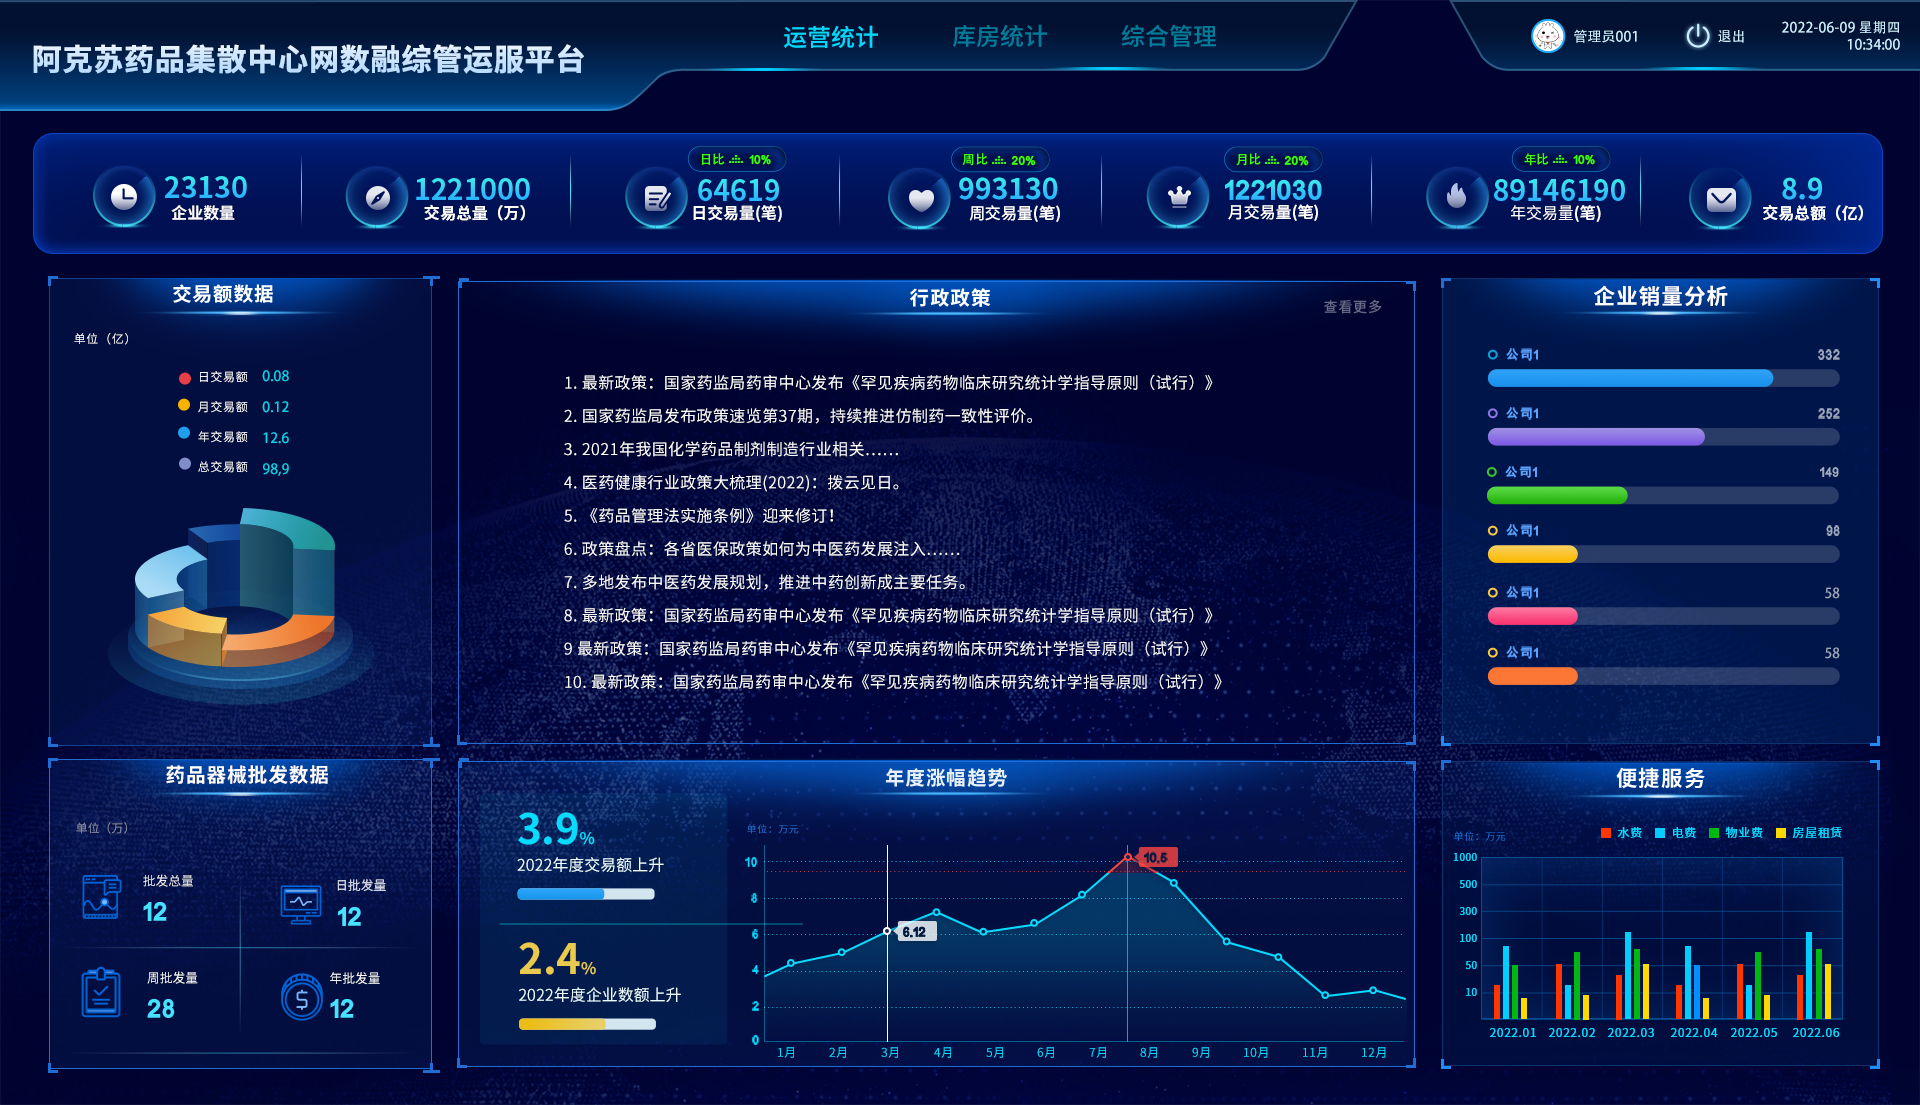 阿克苏药品集散中心网数融综管运服平台
运营统计
库房统计
综合管理
管理员001
退出
2022-06-09 星期四
10:34:00
23130
企业数量
1221000
交易总量（万）
日比 10%
64619
日交易量(笔)
周比 20%
993130
周交易量(笔)
月比 20%
1221030
月交易量(笔)
年比 10%
89146190
年交易量(笔)
8.9
交易总额（亿）
交易额数据
单位（亿）
日交易额 0.08
月交易额 0.12
年交易额 12.6
总交易额 98,9
行政政策
查看更多
1. 最新政策：国家药监局药审中心发布《罕见疾病药物临床研究统计学指导原则（试行）》
2. 国家药监局发布政策速览第37期，持续推进仿制药一致性评价。
3. 2021年我国化学药品制剂制造行业相关......
4. 医药健康行业政策大梳理(2022)：拨云见日。
5. 《药品管理法实施条例》迎来修订！
6. 政策盘点：各省医保政策如何为中医药发展注入......
7. 多地发布中医药发展规划，推进中药创新成主要任务。
8. 最新政策：国家药监局药审中心发布《罕见疾病药物临床研究统计学指导原则（试行）》
9 最新政策：国家药监局药审中心发布《罕见疾病药物临床研究统计学指导原则（试行）》
10. 最新政策：国家药监局药审中心发布《罕见疾病药物临床研究统计学指导原则（试行）》
企业销量分析
公司1 332
公司1 252
公司1 149
公司1 98
公司1 58
公司1 58
药品器械批发数据
单位（万）
批发总量
12
日批发量
12
周批发量
28
年批发量
12
年度涨幅趋势
3.9%
2022年度交易额上升
2.4%
2022年度企业数额上升
单位：万元
10
8
6
4
2
0
6.12
10.5
1月 2月 3月 4月 5月 6月 7月 8月 9月 10月 11月 12月
便捷服务
单位：万元
水费 电费 物业费 房屋租赁
1000
500
300
100
50
10
2022.01 2022.02 2022.03 2022.04 2022.05 2022.06